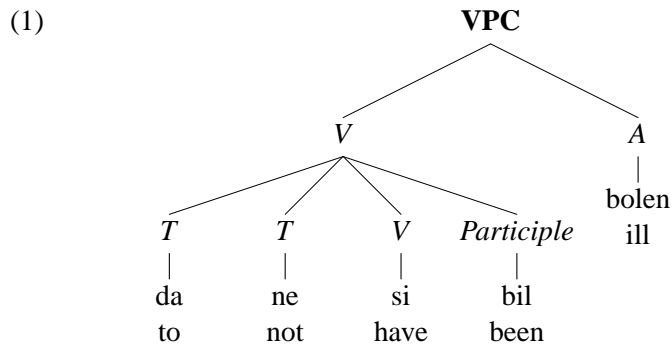 (1) VPC
V A
bolen
ill
T T V Participle
da ne si bil
to not have been